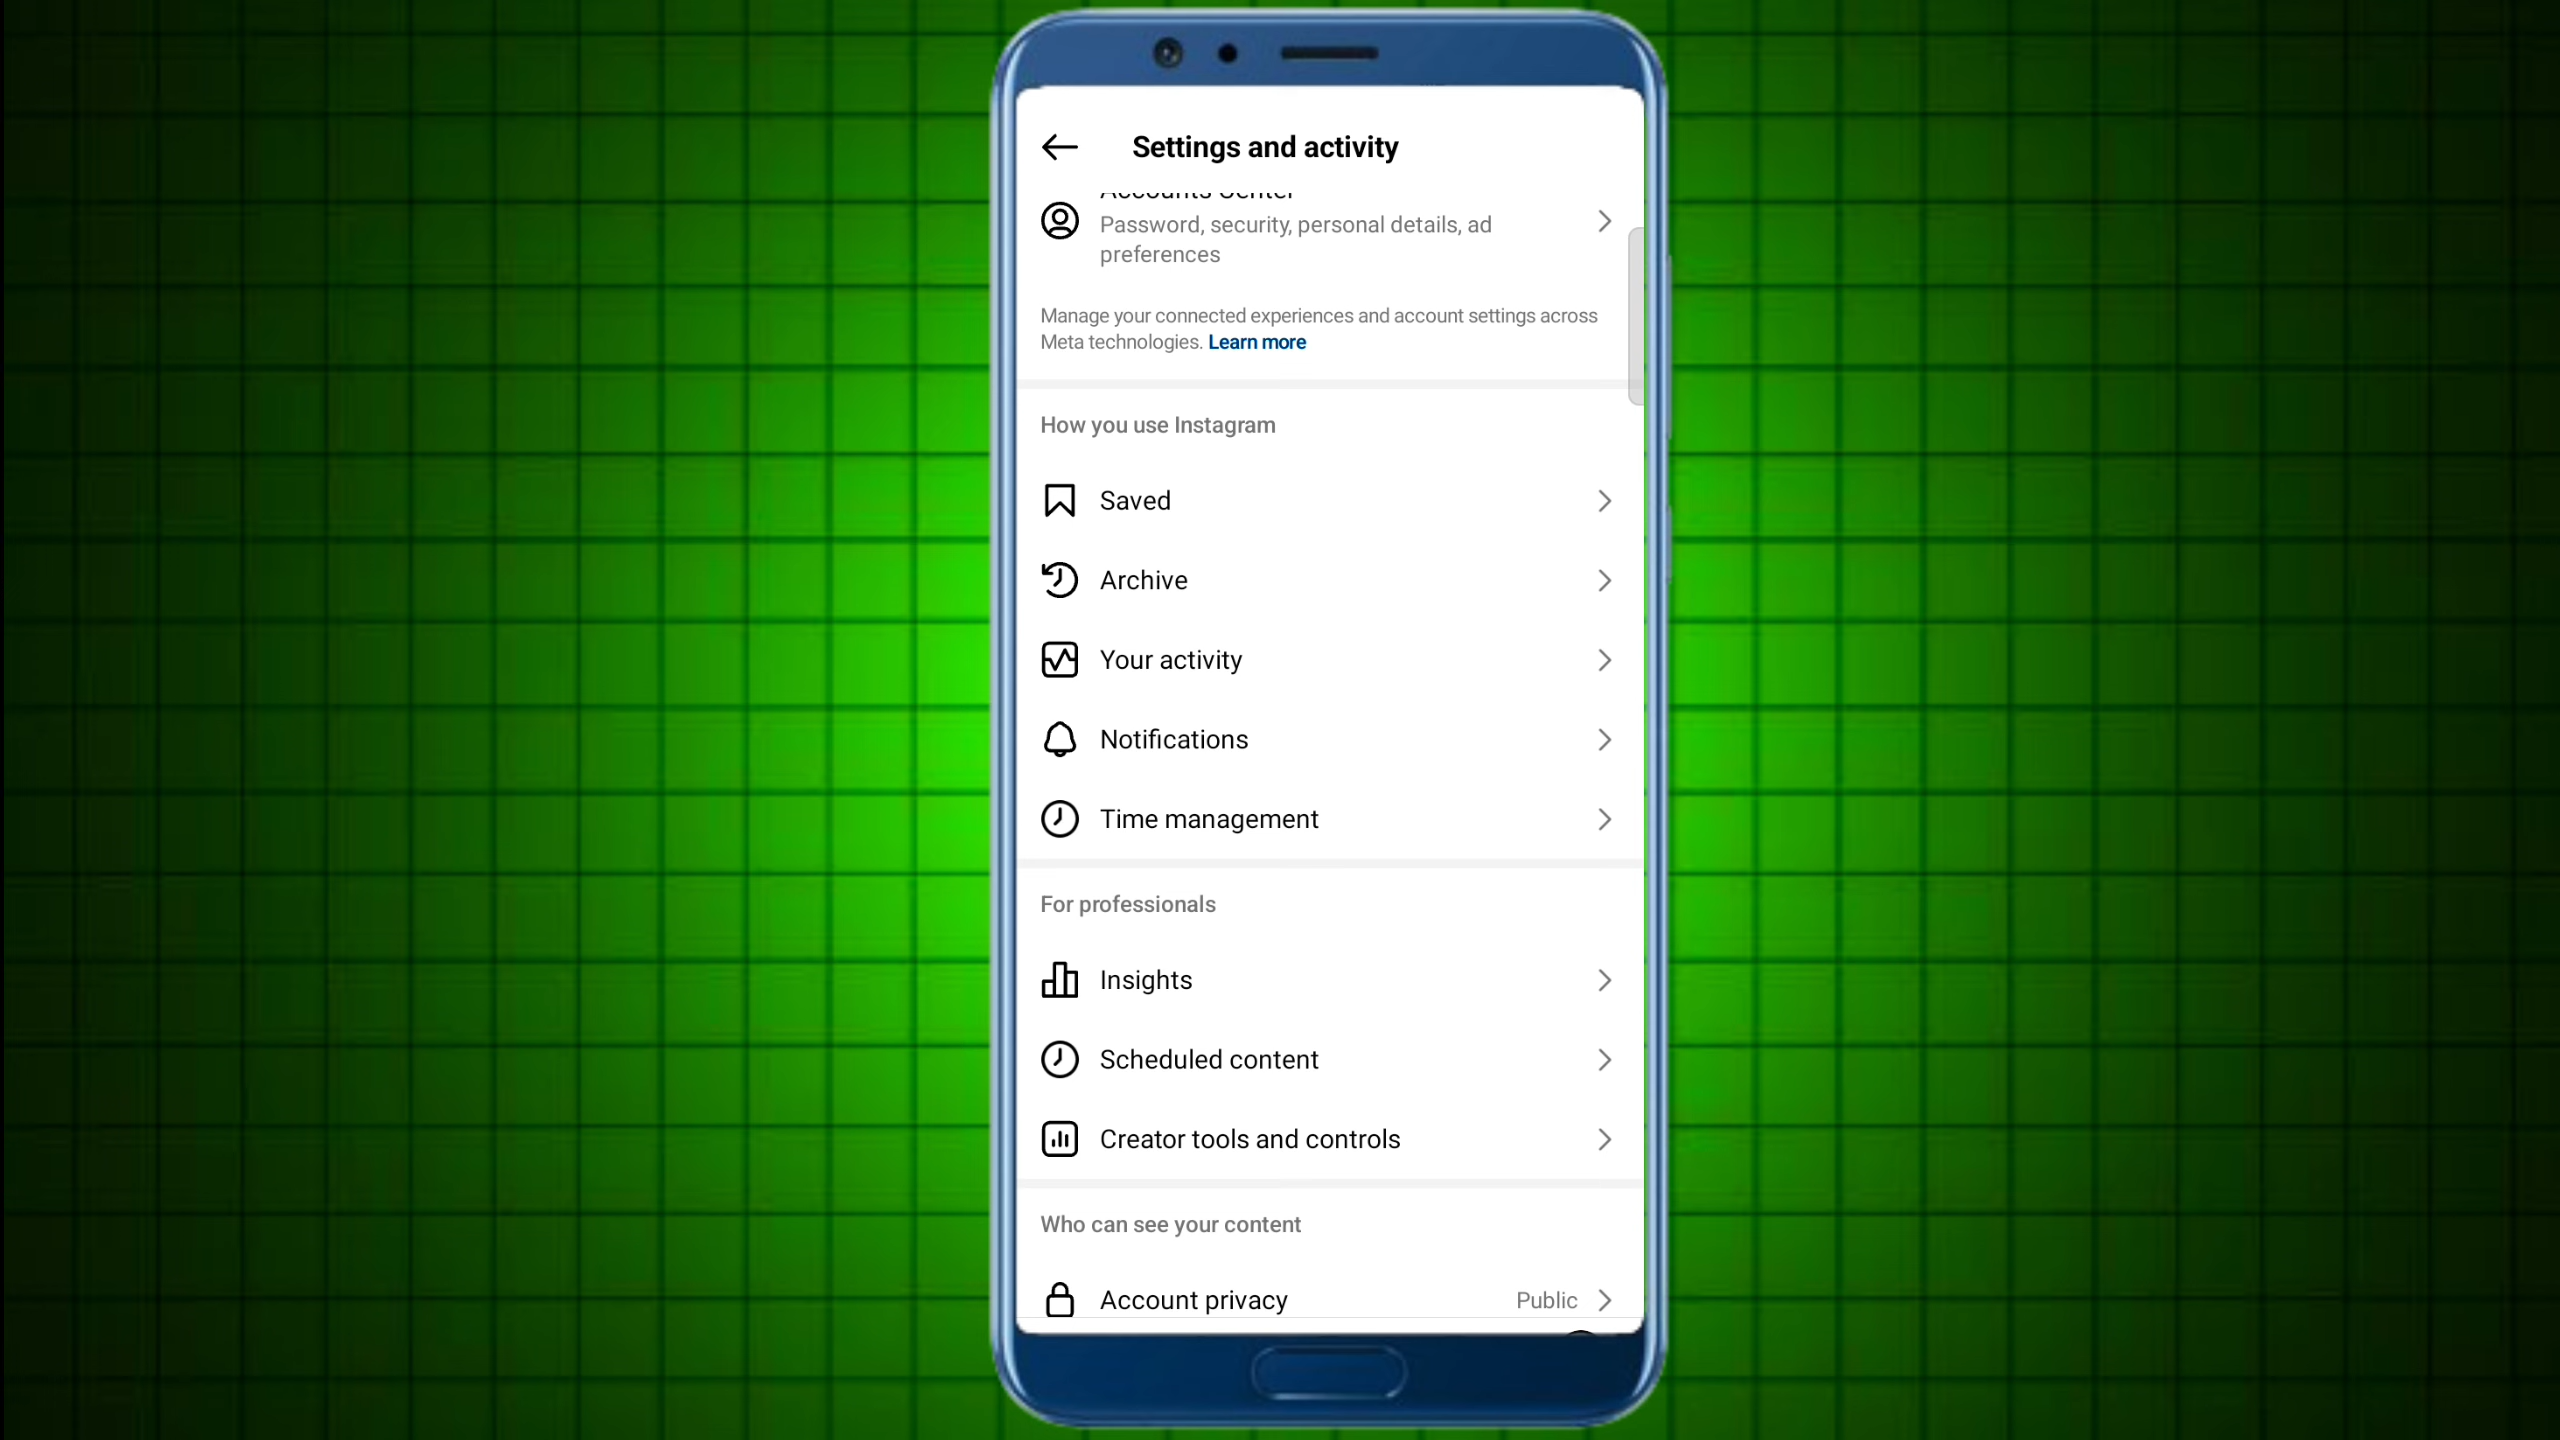 Settings and activity
Accounts Center
Password, security, personal details, ad
preferences
Manage your connected experiences and account settings across
Meta technologies. Learn more
How you use Instagram
Saved
Archive
Your activity
Notifications
Time management
For professionals
Insights
Scheduled content
Creator tools and controls
Who can see your content
Account privacy Public